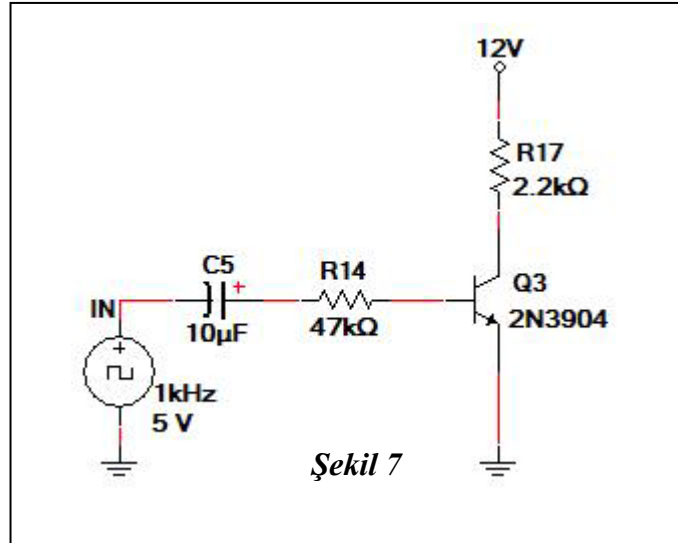 12V
R17
2.2kΩ
C5
+
R14
Q3
IN
10µF
47kΩ
2N3904
+
1kHz
5 V
Şekil 7